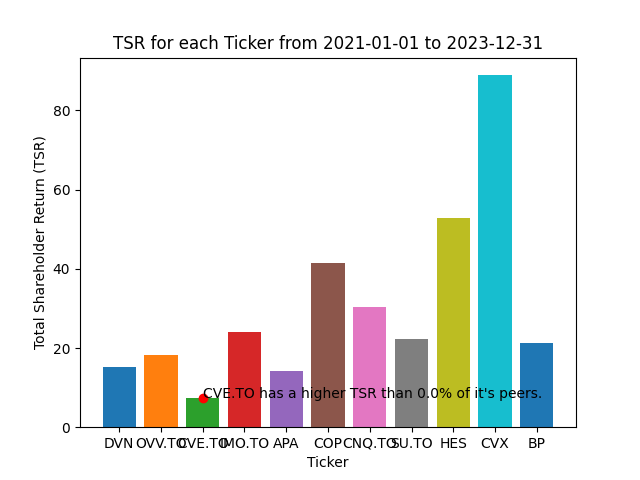 TSR for each Ticker from 2021-01-01 to 2023-12-31
Total Shareholder Return (TSR)
80
60
40
20
0
CVE.TO has a higher TSR than 0.0% of it's peers.
DVN OVV.TO CVE.TO IMO.TO APA COP CNQ.TO SU.TO HES CVX BP
Ticker